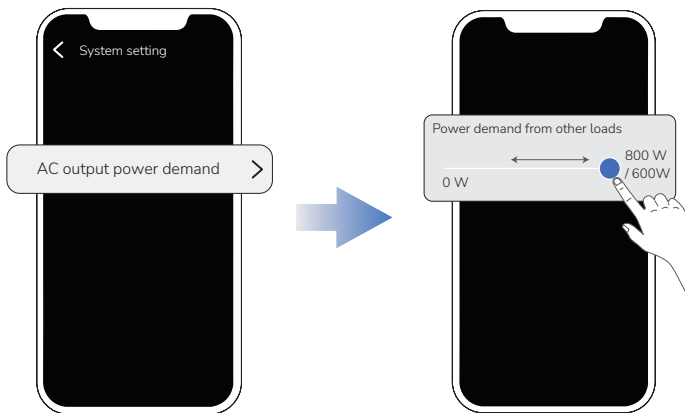 System setting
AC output power demand
Power demand from other loads
800 W
/ 600W
0 W